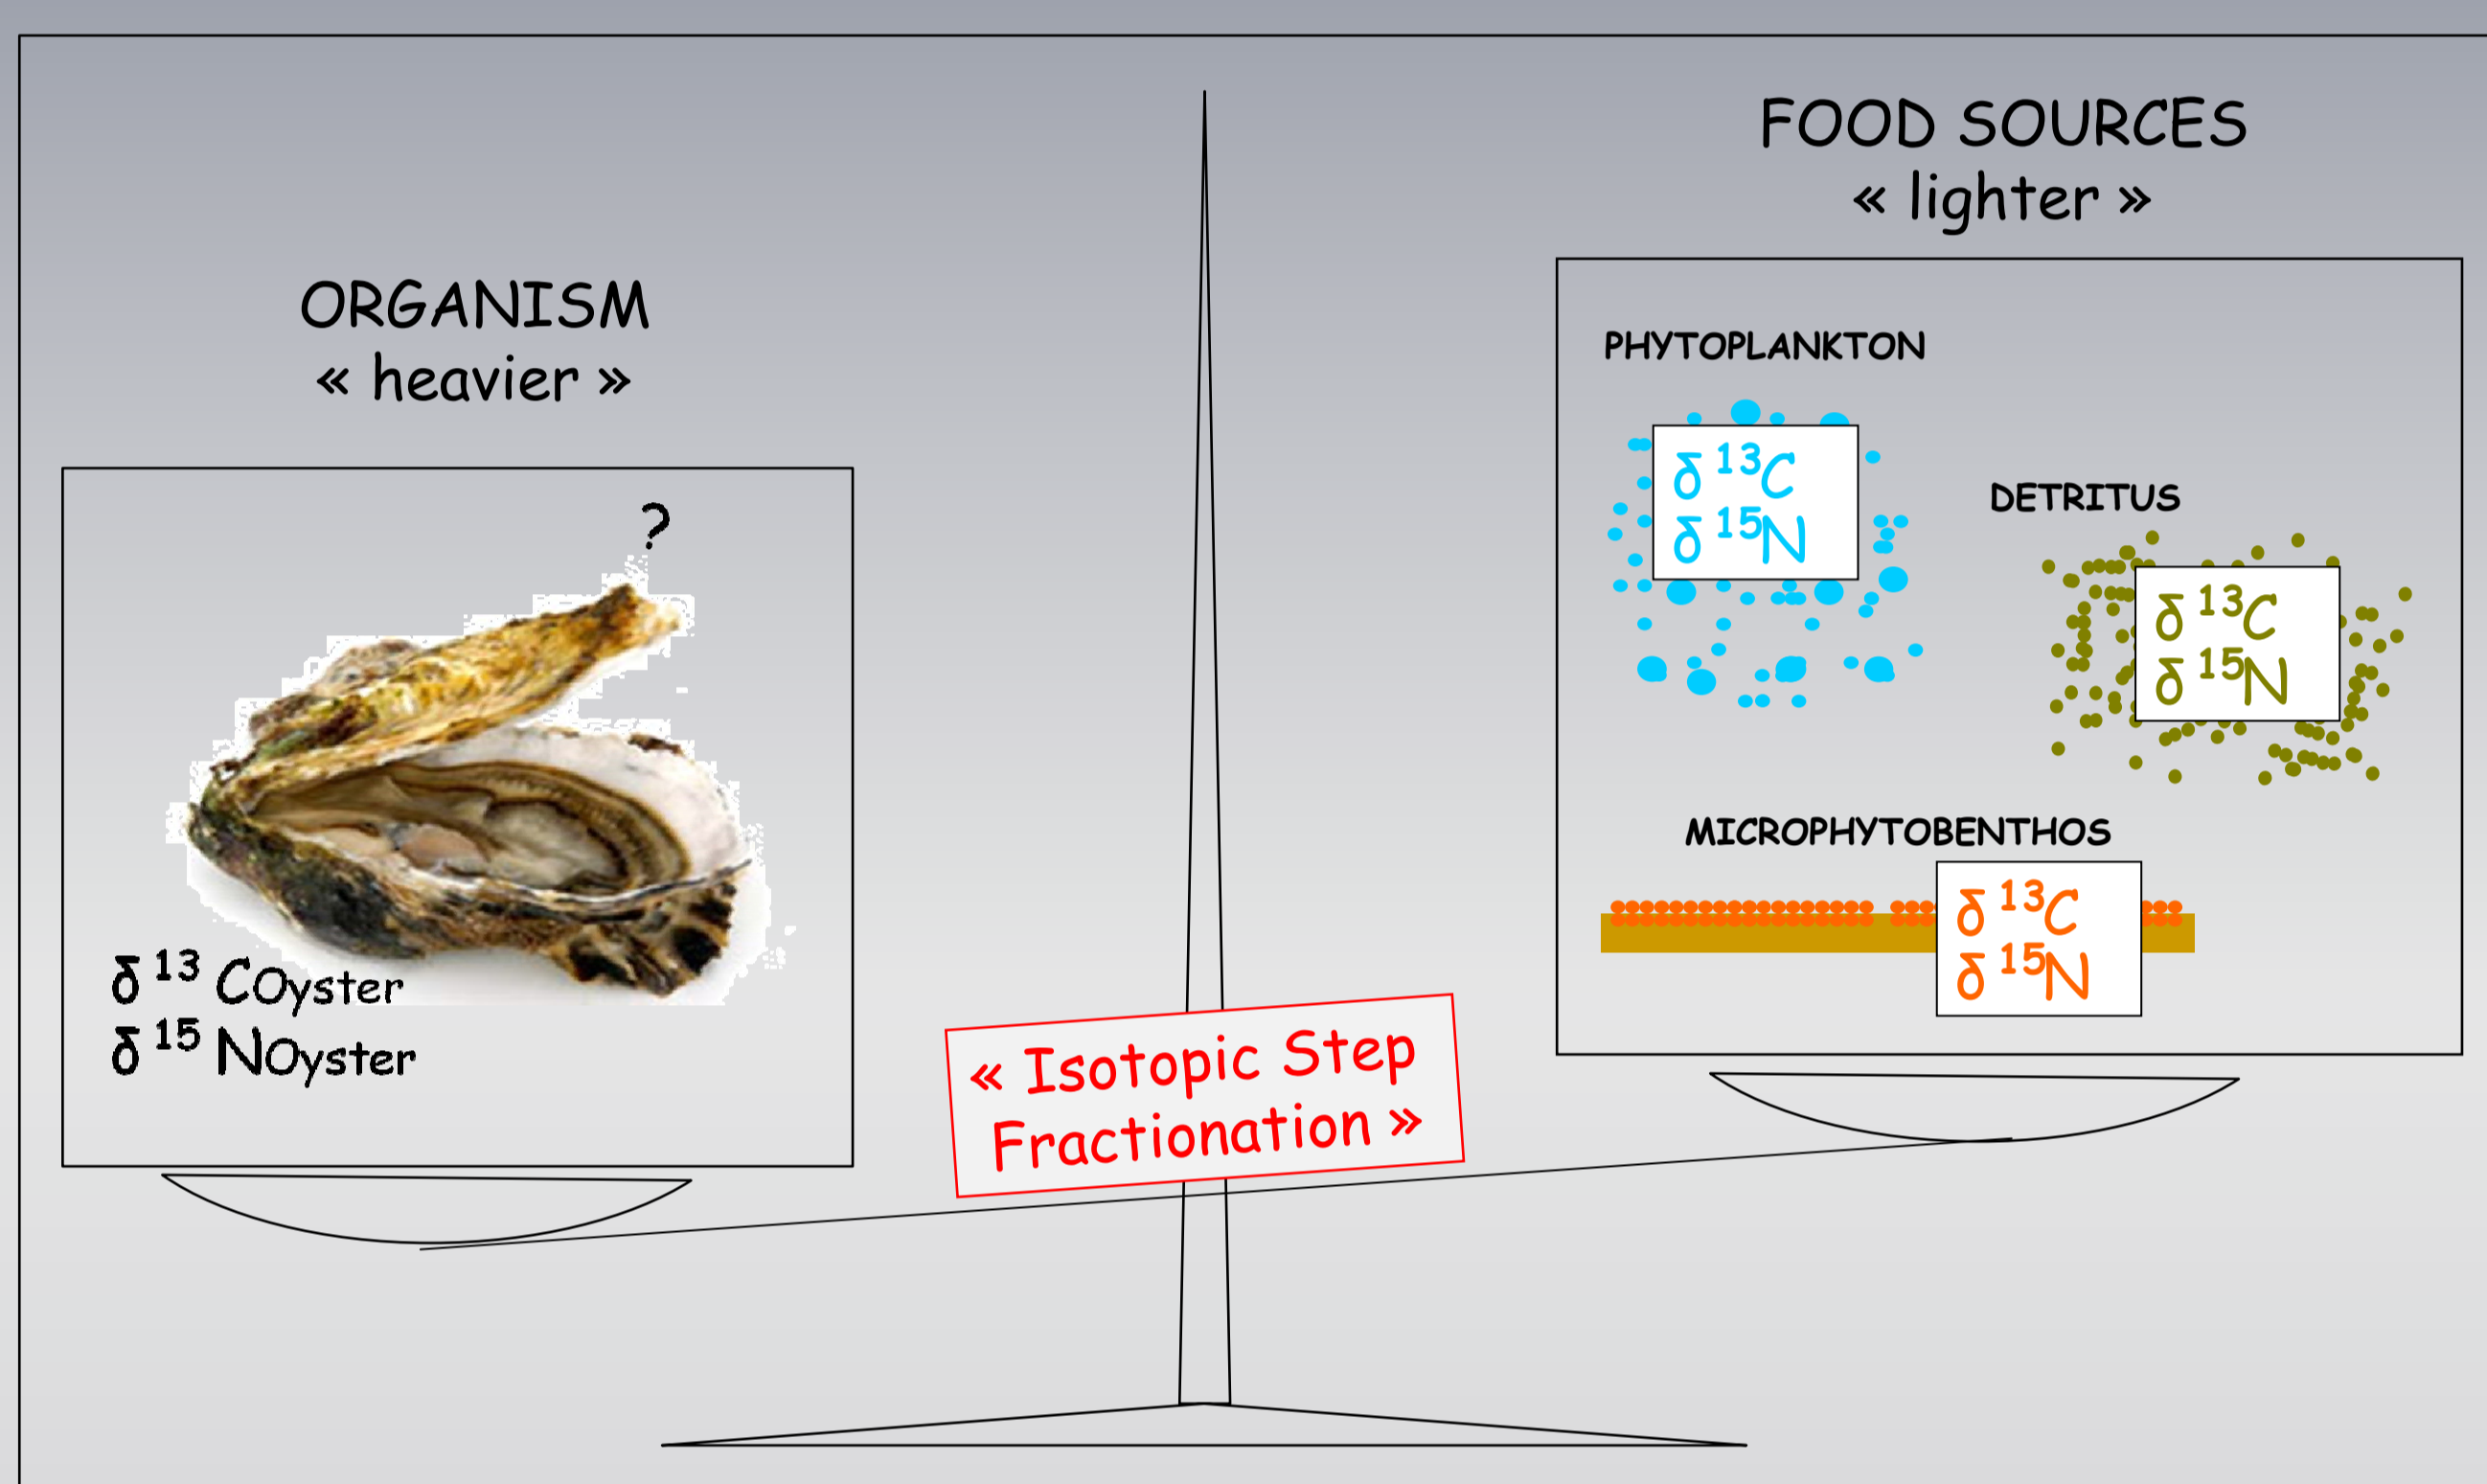 ORGANISM
« heavier »
?
δ ¹³ COyster
δ ¹⁵ NOyster
« Isotopic Step
Fractionation »
FOOD SOURCES
« lighter »
PHYTOPLANKTON
δ ¹³C
δ ¹⁵N
DETRITUS
δ ¹³C
δ ¹⁵N
MICROPHYTOBENTHOS
δ ¹³C
δ ¹⁵N